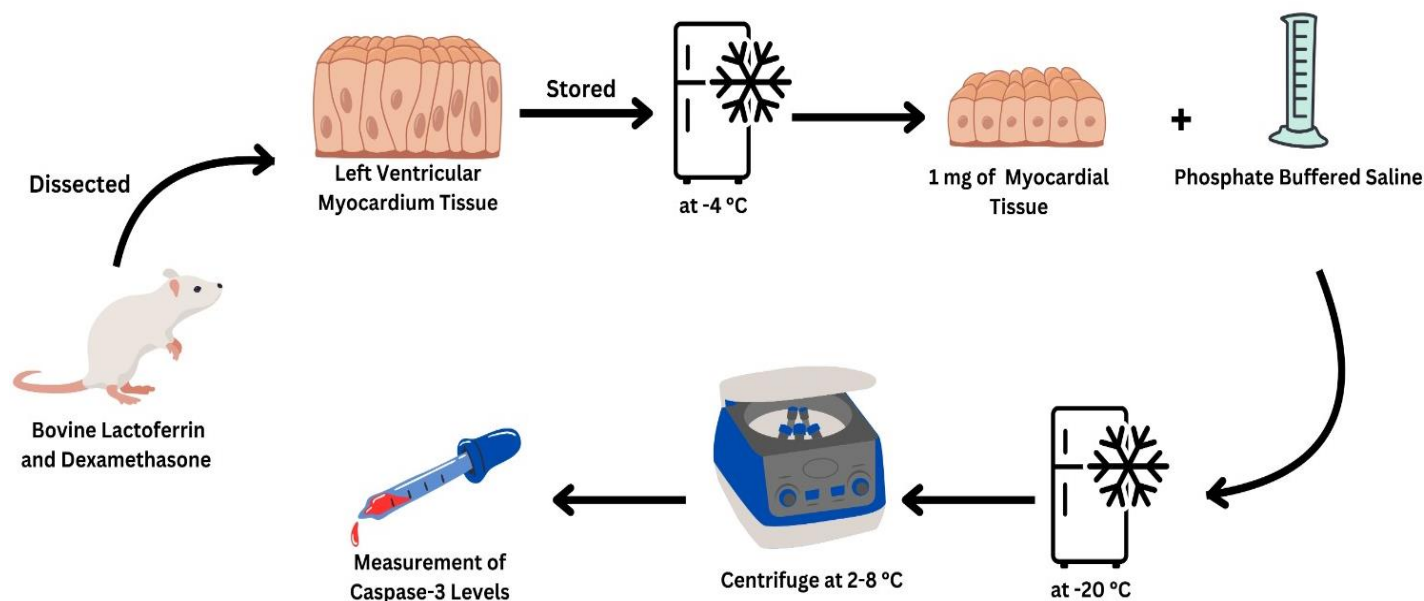 Dissected
Bovine Lactoferrin
and Dexamethasone
Left Ventricular
Myocardium Tissue
Stored
at -4 °C
1 mg of Myocardial
Tissue
+
Phosphate Buffered Saline
at -20 °C
Centrifuge at 2-8 °C
Measurement of
Caspase-3 Levels